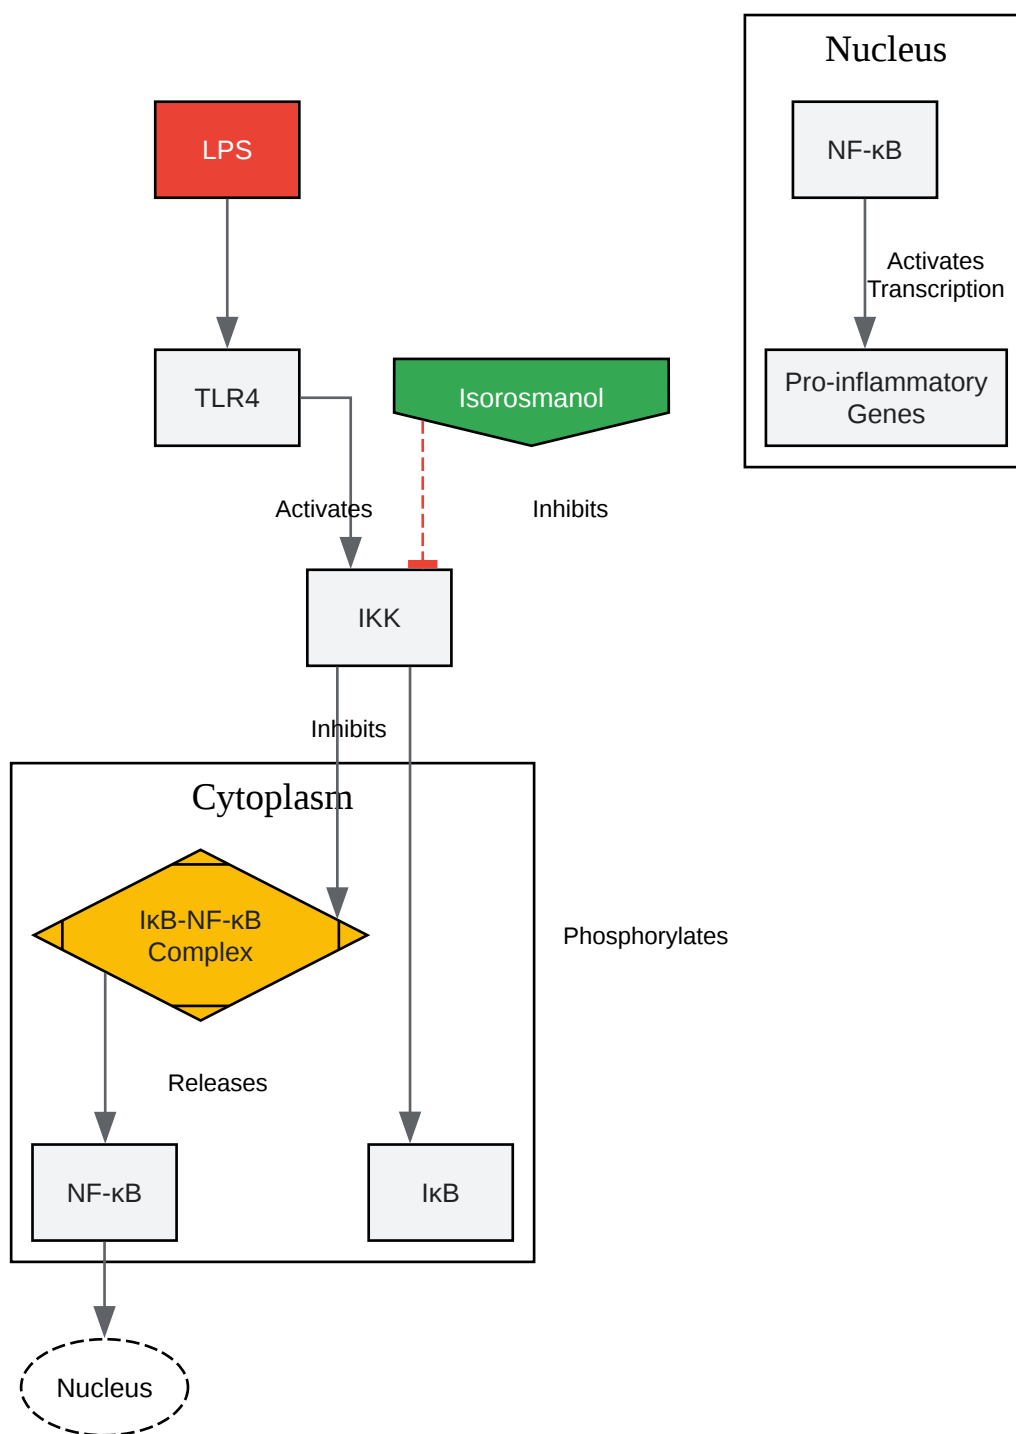 Nucleus
LPS
NF-κB
Activates
Transcription
TLR4
Isorosmanol
Pro-inflammatory
Genes
Activates
Inhibits
IKK
Inhibits
Cytoplasm
IκB-NF-κB
Complex
Phosphorylates
Releases
NF-κB
IκB
Nucleus